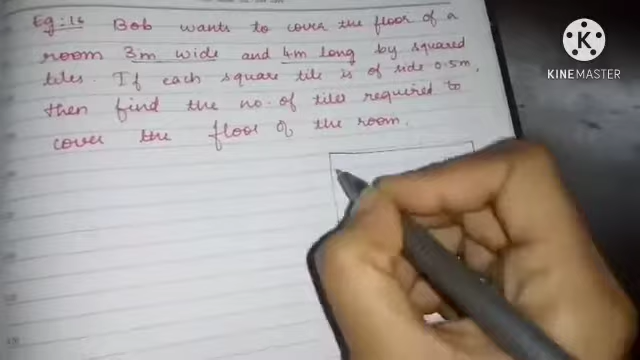 Eg:16 Bob wants to cover the floor of a
room 3m wide and 4m long by squared
tiles. If each square tile is of side 0.5m,
then find the no. of tiles required to
cover the floor of the room.
K
KINEMASTER